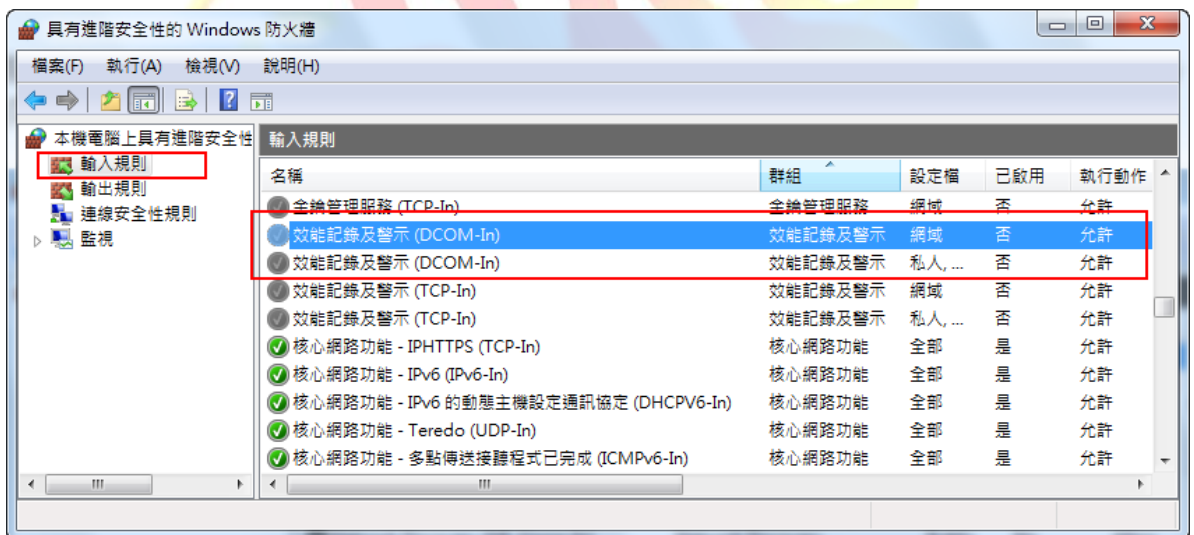 具有進階安全性的 Windows 防火牆
檔案(F) 執行(A) 檢視(V) 說明(H)
本機電腦上具有進階安全性
輸入規則
輸出規則
連線安全性規則
監視
輸入規則
名稱 群組 設定檔 已啟用 執行動作
金鑰管理服務 (TCP-In) 金鑰管理服務 網域 否 允許
效能記錄及警示 (DCOM-In) 效能記錄及警示 網域 否 允許
效能記錄及警示 (DCOM-In) 效能記錄及警示 私人, ... 否 允許
效能記錄及警示 (TCP-In) 效能記錄及警示 網域 否 允許
效能記錄及警示 (TCP-In) 效能記錄及警示 私人, ... 否 允許
核心網路功能 - IPHTTPS (TCP-In) 核心網路功能 全部 是 允許
核心網路功能 - IPv6 (IPv6-In) 核心網路功能 全部 是 允許
核心網路功能 - IPv6 的動態主機設定通訊協定 (DHCPV6-In) 核心網路功能 全部 是 允許
核心網路功能 - Teredo (UDP-In) 核心網路功能 全部 是 允許
核心網路功能 - 多點傳送接聽程式已完成 (ICMPv6-In) 核心網路功能 全部 是 允許